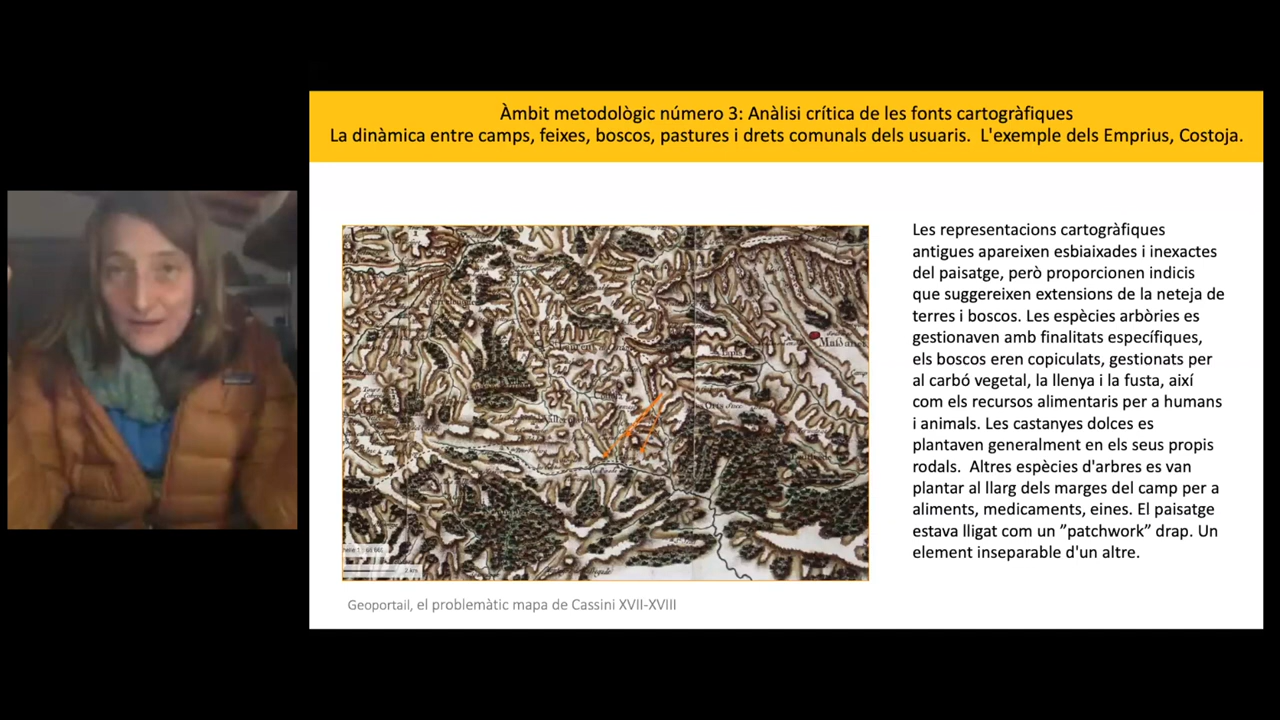 Àmbit metodològic número 3: Anàlisi crítica de les fonts cartogràfiques
La dinàmica entre camps, feixes, boscos, pastures i drets comunals dels usuaris.  L'exemple dels Emprius, Costoja.
Les representacions cartogràfiques
antigues apareixen esbiaixades i inexactes
del paisatge, però proporcionen indicis
que suggereixen extensions de la neteja de
terres i boscos. Les espècies arbòries es
gestionaven amb finalitats específiques,
els boscos eren copiculats, gestionats per
al carbó vegetal, la llenya i la fusta, així
com els recursos alimentaris per a humans
i animals. Les castanyes dolces es
plantaven generalment en els seus propis
rodals.  Altres espècies d'arbres es van
plantar al llarg dels marges del camp per a
aliments, medicaments, eines. El paisatge
estava lligat com un ”patchwork” drap. Un
element inseparable d'un altre.
2 km
Geoportail, el problemàtic mapa de Cassini XVII-XVIII